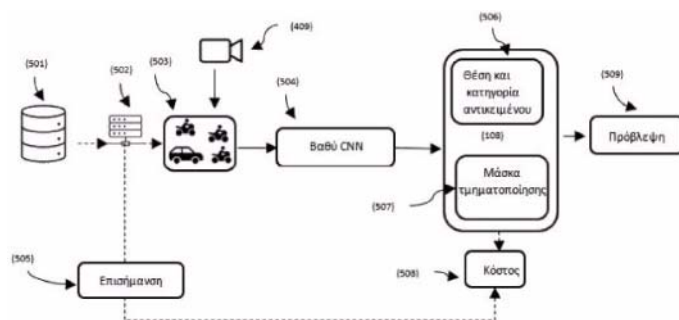 (501)
(502)
(503)
(409)
(504)
(506)
(509)
Θέση και
κατηγορία
αντικειμένου
(108)
Μάσκα
τμηματοποίησης
(507)
Βαθύ CNN
Πρόβλεψη
(505)
Επισήμανση
(508)
Κόστος